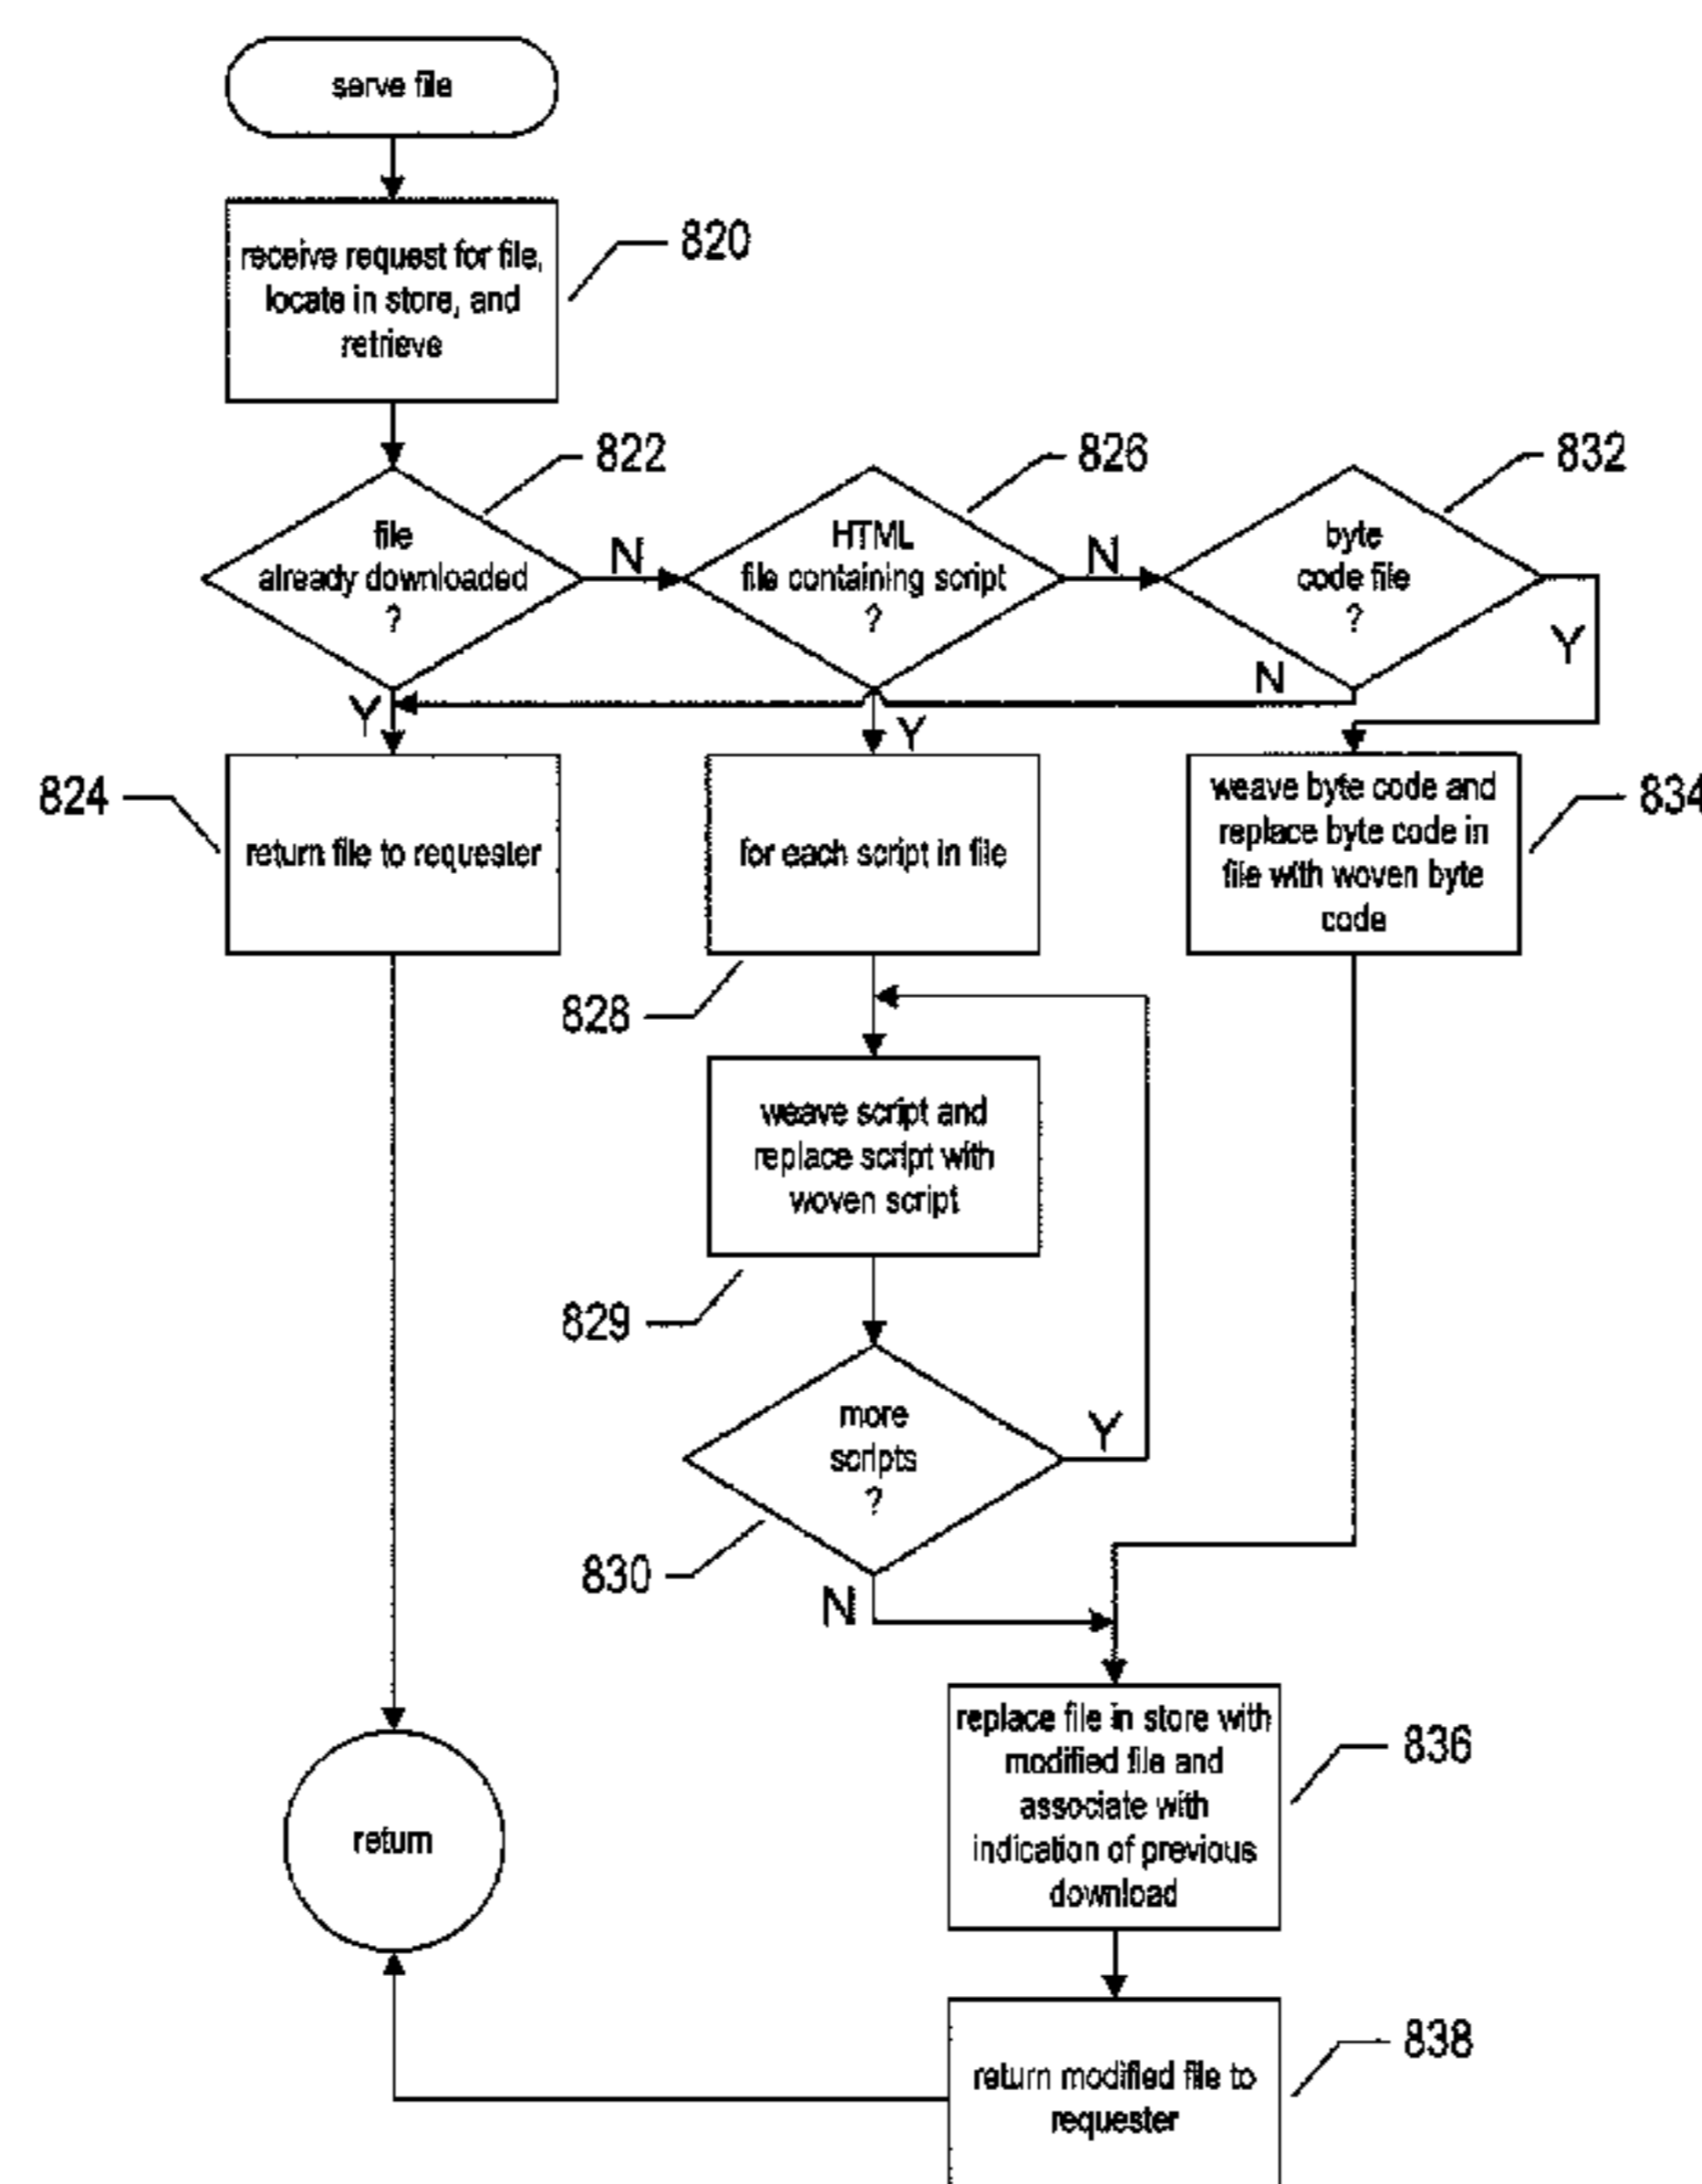 serve file
receive request for file,
locate in store, and
retrieve
820
822
826
832
file
already downloaded
?
N
HTML
file containing script
?
N
byte
code file
?
Y
N
Y
Y
824
return file to requester
for each script in file
weave byte code and
replace byte code in
file with woven byte
code
834
828
weave script and
replace script with
woven script
829
more
scripts
?
Y
830
N
replace file in store with
modified file and
associate with
indication of previous
download
836
return
return modified file to
requester
838